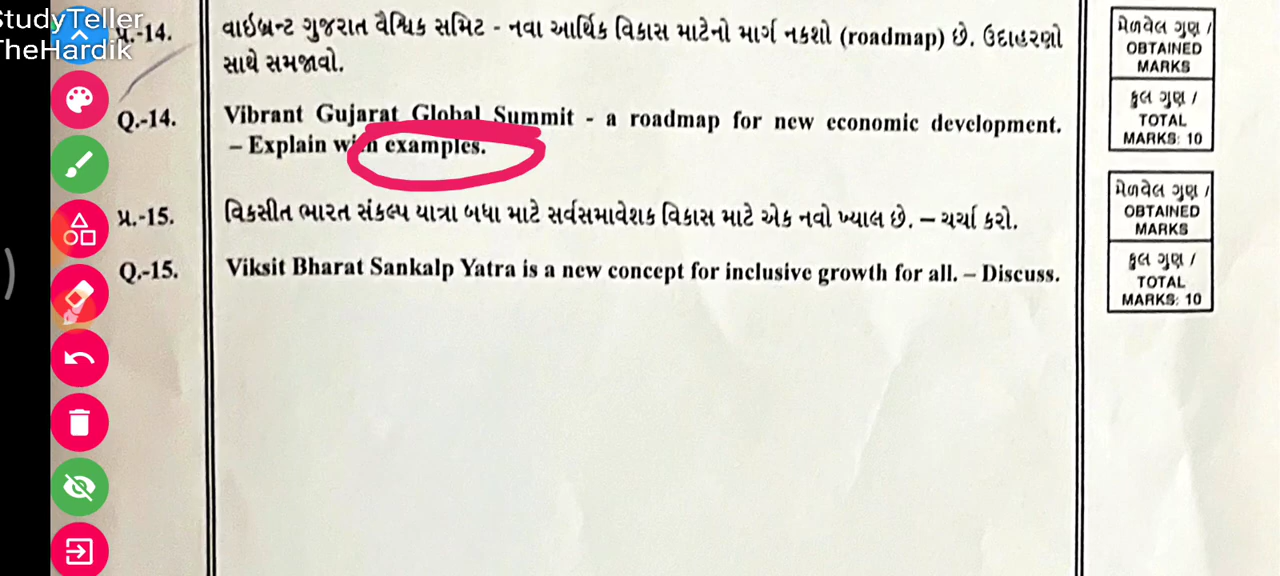 StudyTeller
TheHardik
પ્ર.-14. વાઇબ્રન્ટ ગુજરાત વૈશ્વિક સમિટ - નવા આર્થિક વિકાસ માટેનો માર્ગ નકશો (roadmap) છે. ઉદાહરણો
સાથે સમજાવો.
મેળવેલ ગુણ /
OBTAINED
MARKS
કુલ ગુણ /
TOTAL
MARKS: 10
Q.-14. Vibrant Gujarat Global Summit - a roadmap for new economic development.
– Explain with examples.
પ્ર.-15. વિકસીત ભારત સંકલ્પ યાત્રા બધા માટે સર્વસમાવેશક વિકાસ માટે એક નવો ખ્યાલ છે. – ચર્ચા કરો.
મેળવેલ ગુણ /
OBTAINED
MARKS
કુલ ગુણ /
TOTAL
MARKS: 10
Q.-15. Viksit Bharat Sankalp Yatra is a new concept for inclusive growth for all. – Discuss.